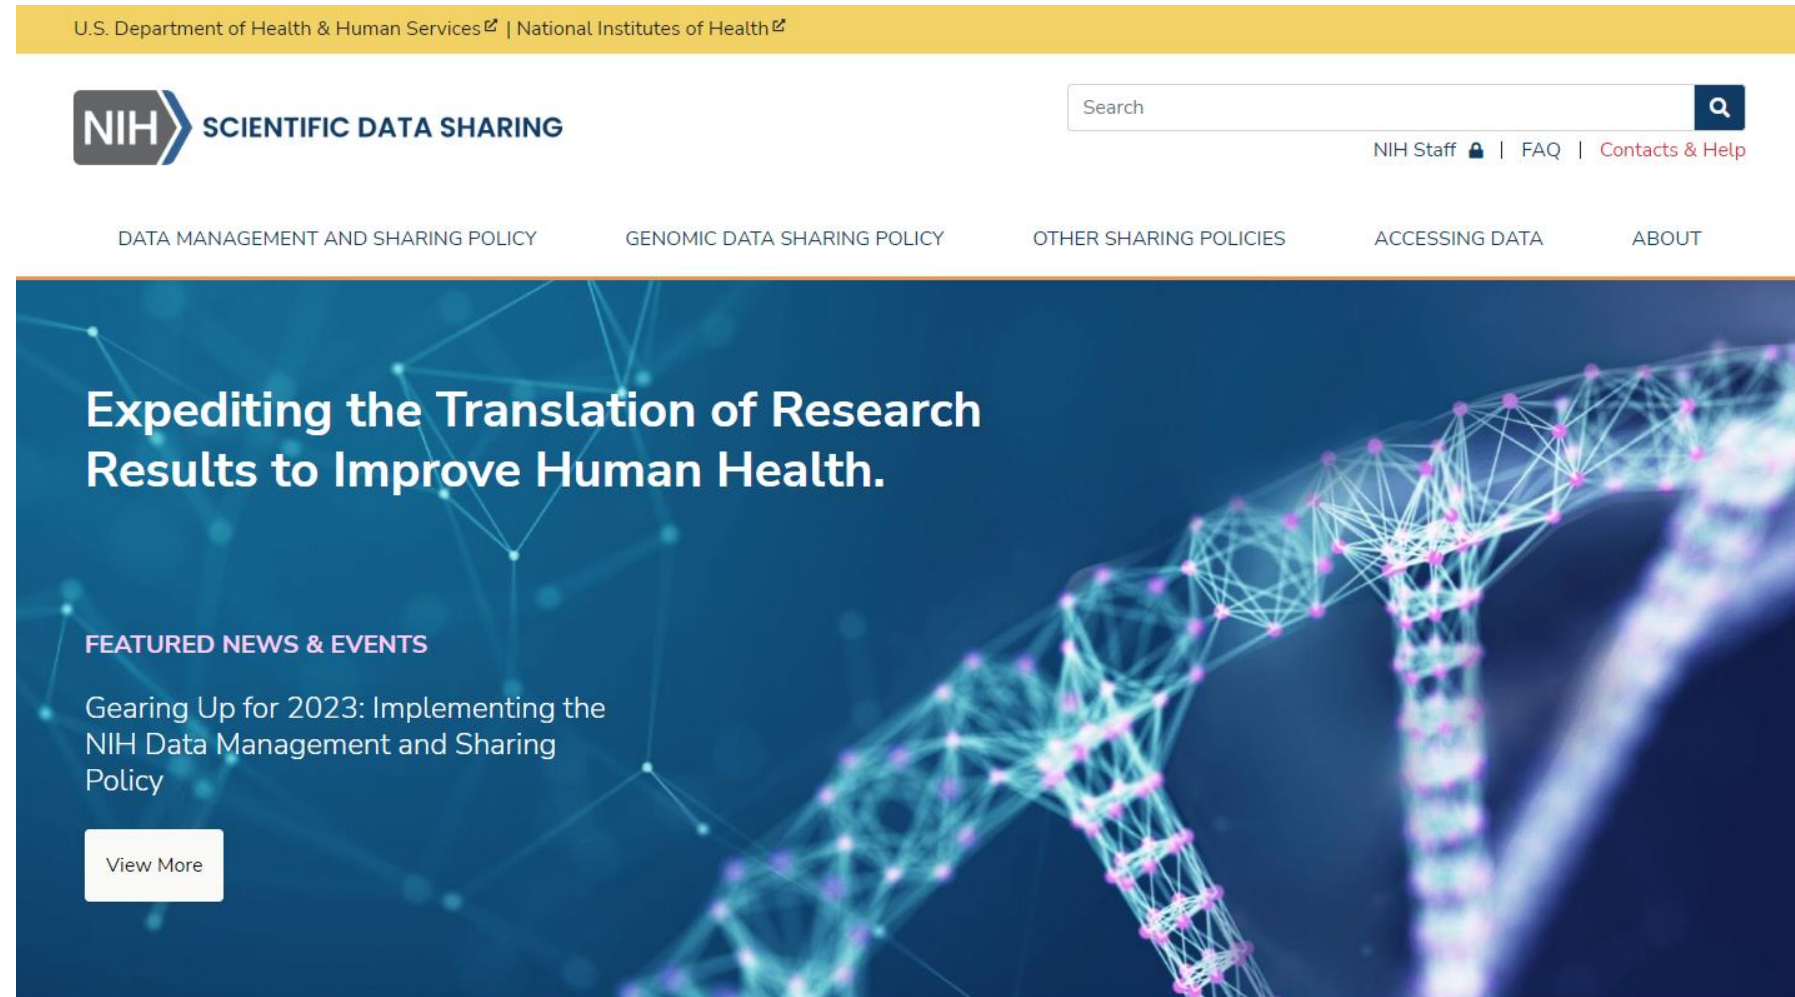 U.S. Department of Health & Human Services | National Institutes of Health
NIH SCIENTIFIC DATA SHARING
Search
NIH Staff | FAQ | Contacts & Help
DATA MANAGEMENT AND SHARING POLICY GENOMIC DATA SHARING POLICY OTHER SHARING POLICIES ACCESSING DATA ABOUT
Expediting the Translation of Research
Results to Improve Human Health.
FEATURED NEWS & EVENTS
Gearing Up for 2023: Implementing the
NIH Data Management and Sharing
Policy
View More